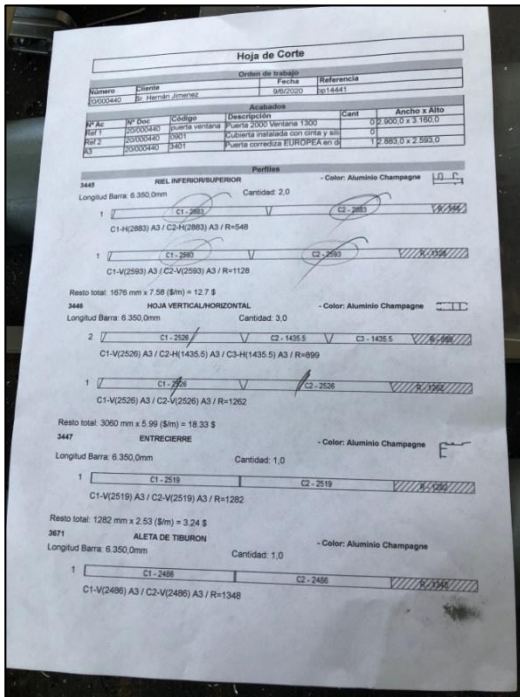 Hoja de Corte
Orden de trabajo
Número Cliente Fecha Referencia
20/000440 Sr. Hernán Jimenez 9/6/2020 pp14441
Acabados
Nº Ac Nº Doc Código Descripción Cant Ancho x Alto
Ref 1 20/000440 puerta ventana Puerta 2000 Ventana 1300 0 2.900,0 x 3.160,0
Ref 2 20/000440 0901 Cubierta instalada con cinta y sili 0
A3 20/000440 3401 Puerta corrediza EUROPEA en d 1 2.883,0 x 2.593,0
Perfiles
3445 RIEL INFERIOR/SUPERIOR - Color: Aluminio Champagne
Longitud Barra: 6.350,0mm Cantidad: 2,0
1 C1 - 2883 C2 - 2883 R - 548
C1-H(2883) A3 / C2-H(2883) A3 / R=548
1 C1 - 2593 C2 - 2593 R - 1128
C1-V(2593) A3 / C2-V(2593) A3 / R=1128
Resto total: 1676 mm x 7.58 ($/m) = 12.7 $
3446 HOJA VERTICAL/HORIZONTAL - Color: Aluminio Champagne
Longitud Barra: 6.350,0mm Cantidad: 3,0
2 C1 - 2526 C2 - 1435.5 C3 - 1435.5 R - 899
C1-V(2526) A3 / C2-H(1435.5) A3 / C3-H(1435.5) A3 / R=899
1 C1 - 2526 C2 - 2526 R - 1262
C1-V(2526) A3 / C2-V(2526) A3 / R=1262
Resto total: 3060 mm x 5.99 ($/m) = 18.33 $
3447 ENTRECIERRE - Color: Aluminio Champagne
Longitud Barra: 6.350,0mm Cantidad: 1,0
1 C1 - 2519 C2 - 2519 R - 1282
C1-V(2519) A3 / C2-V(2519) A3 / R=1282
Resto total: 1282 mm x 2.53 ($/m) = 3.24 $
3671 ALETA DE TIBURON - Color: Aluminio Champagne
Longitud Barra: 6.350,0mm Cantidad: 1,0
1 C1 - 2486 C2 - 2486 R - 1348
C1-V(2486) A3 / C2-V(2486) A3 / R=1348